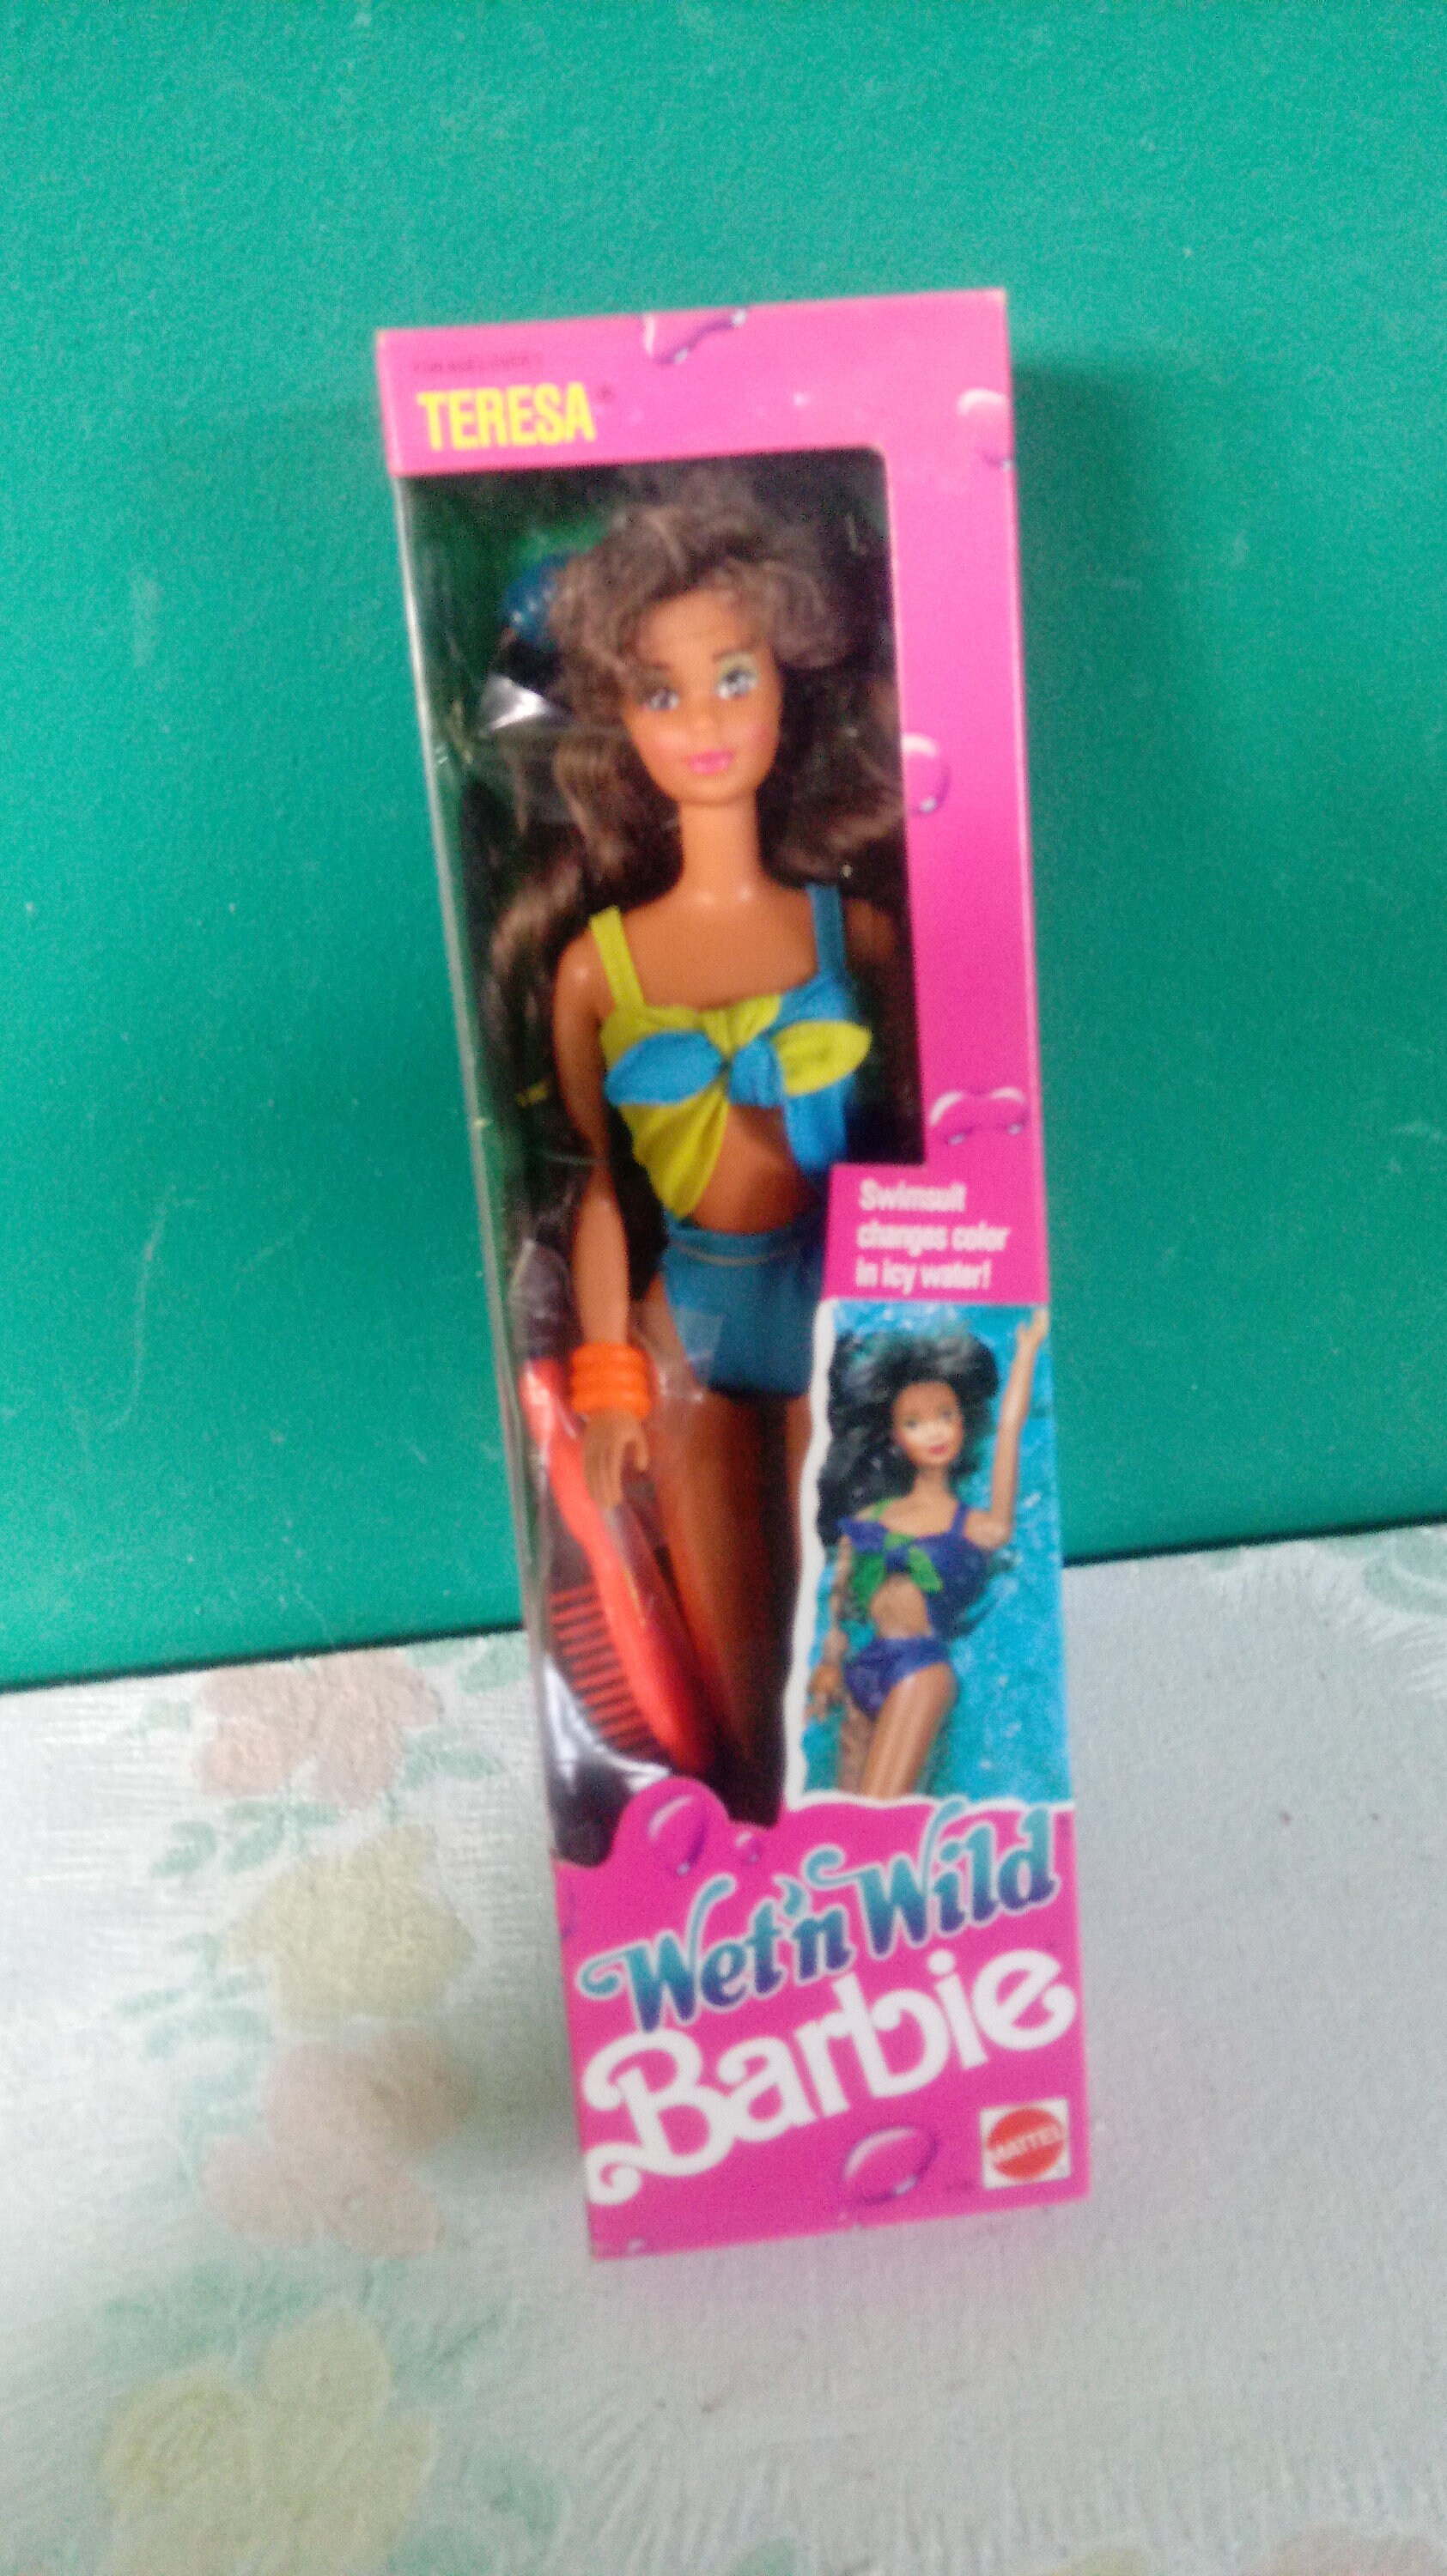 TERESA
Swimsuit
changes color
in icy water!
Wet'n Wild
Barbie
MATTEL